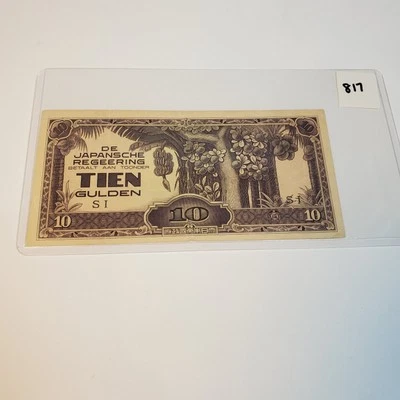 817
DE
JAPANSCHE
REGEERING
BETAALT AAN TOONDER
TIEN
GULDEN
SI
SI
10
10
10